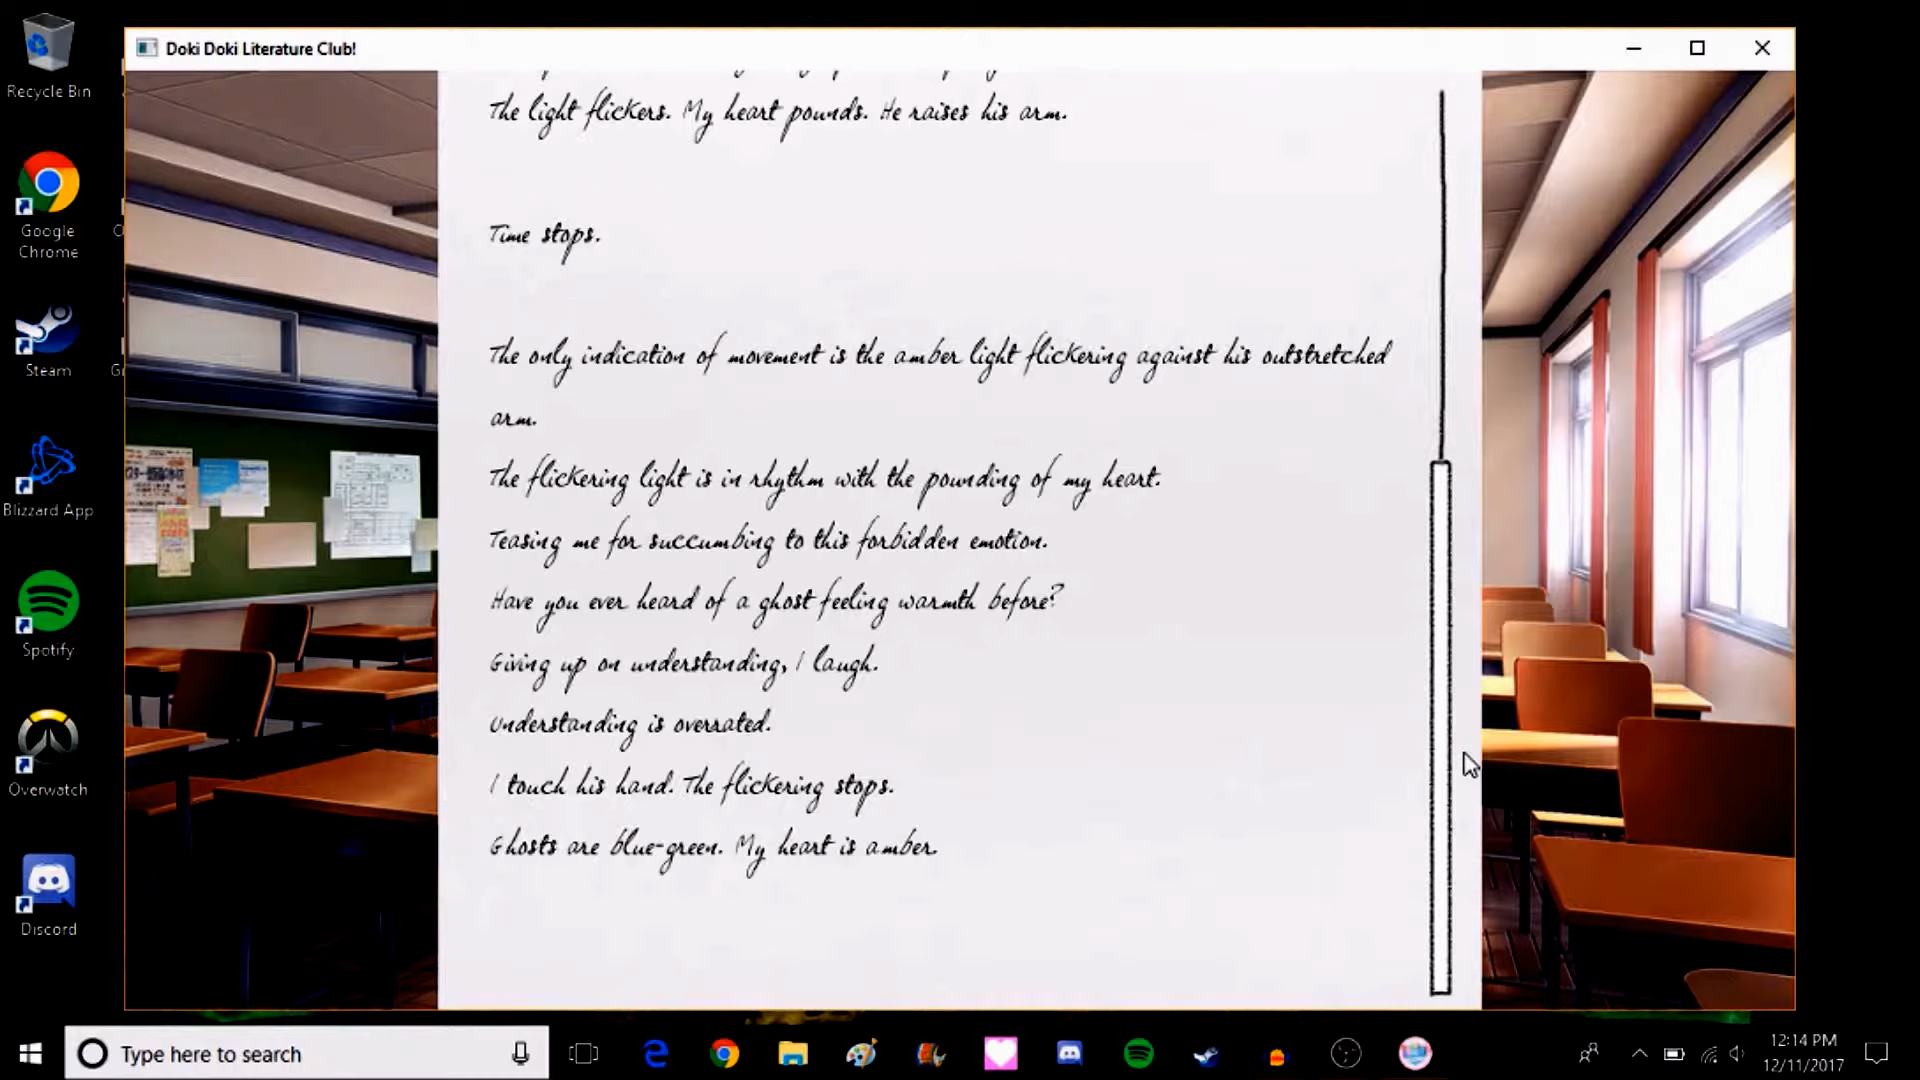 Doki Doki Literature Club!
Recycle Bin
The light flickers. My heart pounds. He raises his arm.
Google
Chrome
Time stops.
Steam
The only indication of movement is the amber light flickering against his outstretched
arm.
The flickering light is in rhythm with the pounding of my heart.
Blizzard App
Teasing me for succumbing to this forbidden emotion.
Have you ever heard of a ghost feeling warmth before?
Spotify
Giving up on understanding, I laugh.
Understanding is overrated.
Overwatch
I touch his hand. The flickering stops.
Ghosts are blue-green. My heart is amber.
Discord
Type here to search
12:14 PM
12/11/2017